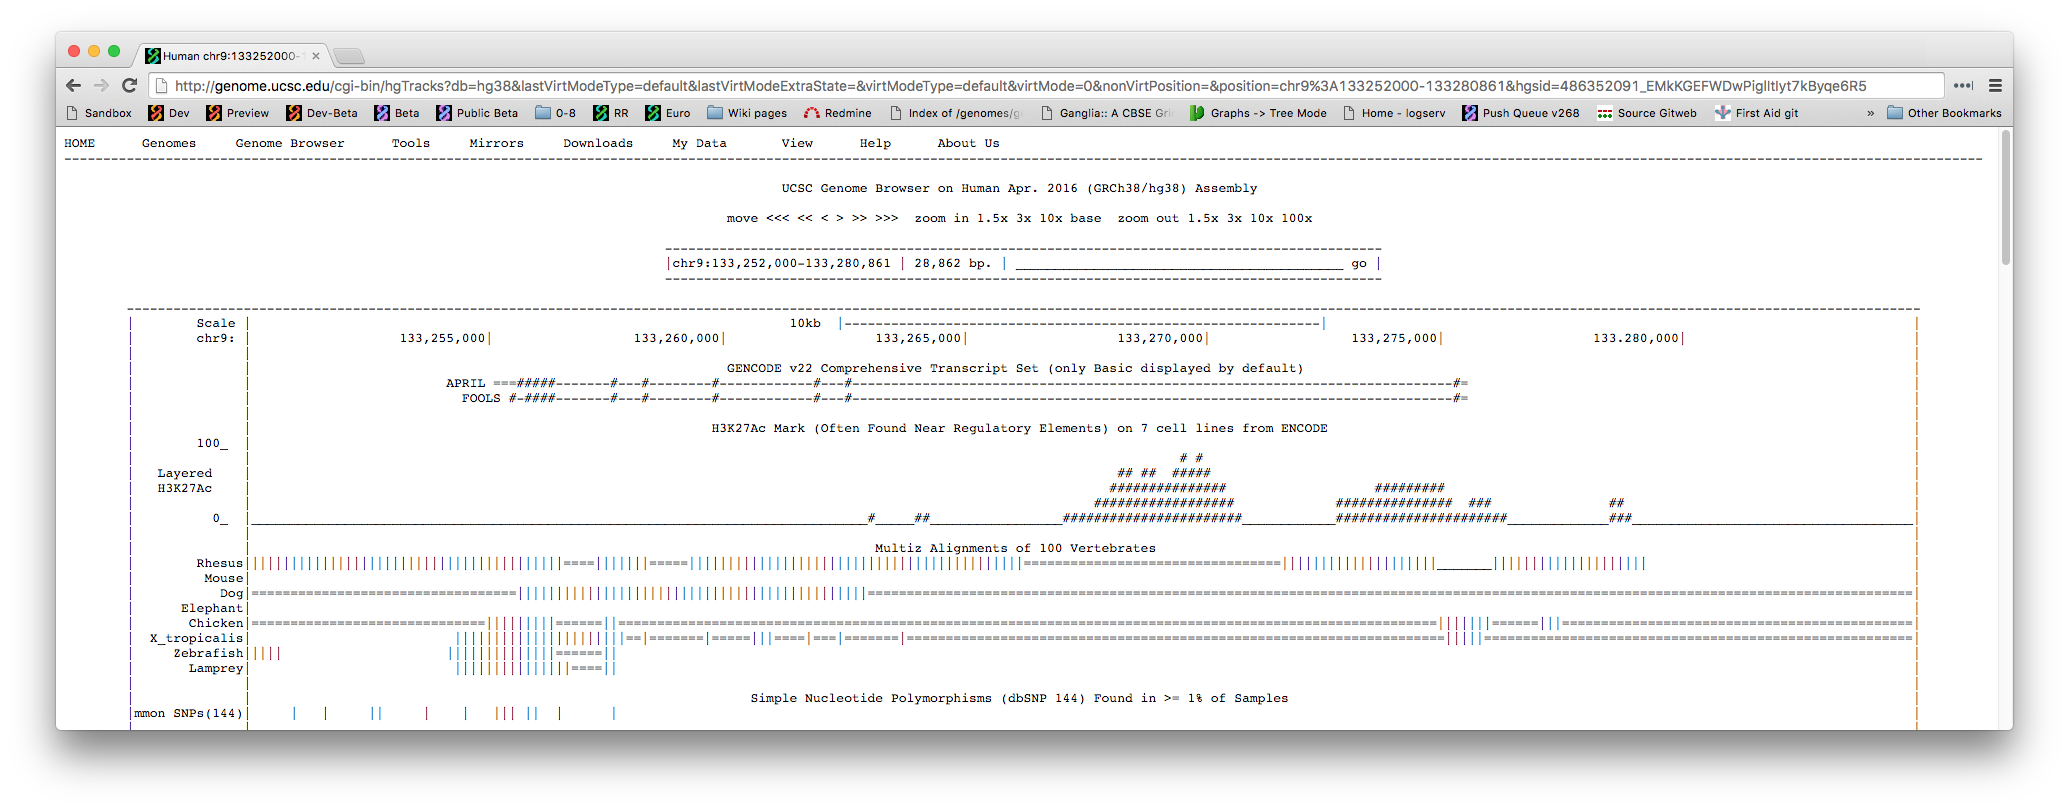 Human chr9:133252000-1
http://genome.ucsc.edu/cgi-bin/hgTracks?db=hg38&lastVirtModeType=default&lastVirtModeExtraState=&virtModeType=default&virtMode=0&nonVirtPosition=&position=chr9%3A133252000-133280861&hgsid=486352091_EMkKGEFWDwPiglItIyt7kByqe6R5
Sandbox Dev Preview Dev-Beta Beta Public Beta 0-8 RR Euro Wiki pages Redmine Index of /genomes/g Ganglia:: A CBSE Gri Graphs -> Tree Mode Home - logserv Push Queue v268 Source Gitweb First Aid git » Other Bookmarks
HOME Genomes Genome Browser Tools Mirrors Downloads My Data View Help About Us
UCSC Genome Browser on Human Apr. 2016 (GRCh38/hg38) Assembly
move <<< << < > >> >>> zoom in 1.5x 3x 10x base zoom out 1.5x 3x 10x 100x
|chr9:133,252,000-133,280,861 | 28,862 bp. | __________________________________________ go |
Scale | 10kb |-------------------------------------------------------------|
chr9: | 133,255,000| 133,260,000| 133,265,000| 133,270,000| 133,275,000| 133.280,000|
GENCODE v22 Comprehensive Transcript Set (only Basic displayed by default)
APRIL ===#####-------#---#--------#------------#---#-----------------------------------------------------------------------------#=
FOOLS #-####-------#---#--------#------------#---#-----------------------------------------------------------------------------#=
H3K27Ac Mark (Often Found Near Regulatory Elements) on 7 cell lines from ENCODE
100_
# #
Layered ## ## #####
H3K27Ac ############### #########
################## ############### ### ##
0_ #_____##_________________#######################____________######################_____________###
Multiz Alignments of 100 Vertebrates
Rhesus
Mouse
Dog
Elephant
Chicken
X_tropicalis
Zebrafish
Lamprey
Simple Nucleotide Polymorphisms (dbSNP 144) Found in >= 1% of Samples
mmon SNPs(144)